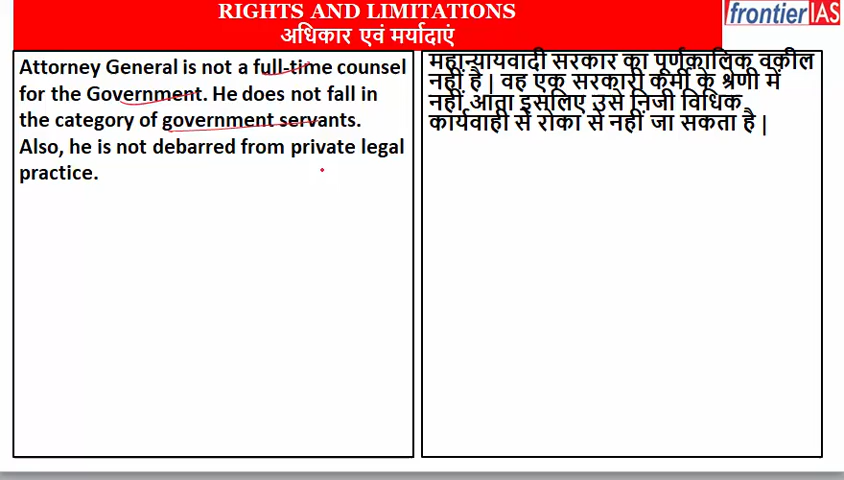 RIGHTS AND LIMITATIONS
अधिकार एवं मर्यादाएं
frontier IAS
Attorney General is not a full-time counsel
for the Government. He does not fall in
the category of government servants.
Also, he is not debarred from private legal
practice.
महान्यायवादी सरकार का पूर्णकालिक वकील
नहीं है | वह एक सरकारी कर्मी के श्रेणी में
नहीं आता इसलिए उसे निजी विधिक
कार्यवाही से रोका से नहीं जा सकता है |